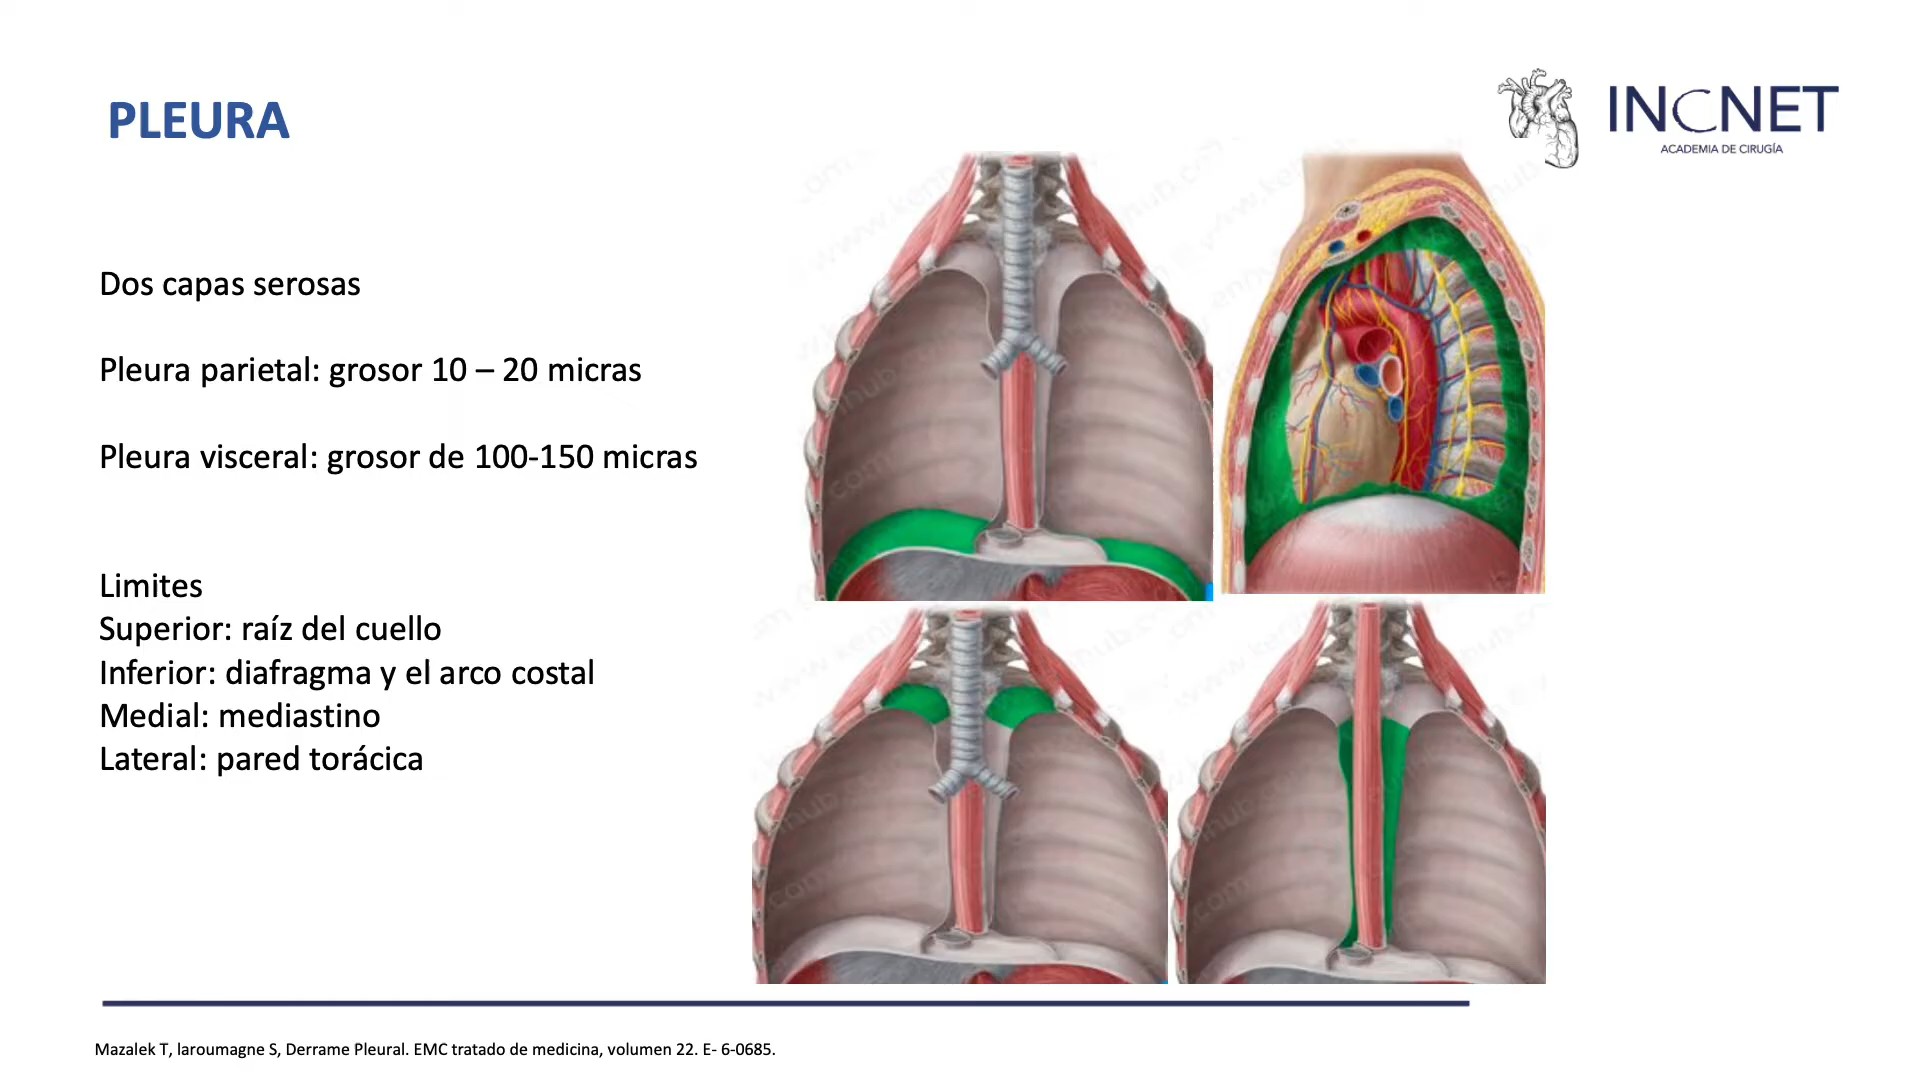 PLEURA
INCNET
ACADEMIA DE CIRUGÍA
Dos capas serosas
Pleura parietal: grosor 10 – 20 micras
Pleura visceral: grosor de 100-150 micras
Limites
Superior: raíz del cuello
Inferior: diafragma y el arco costal
Medial: mediastino
Lateral: pared torácica
Mazalek T, laroumagne S, Derrame Pleural. EMC tratado de medicina, volumen 22. E- 6-0685.